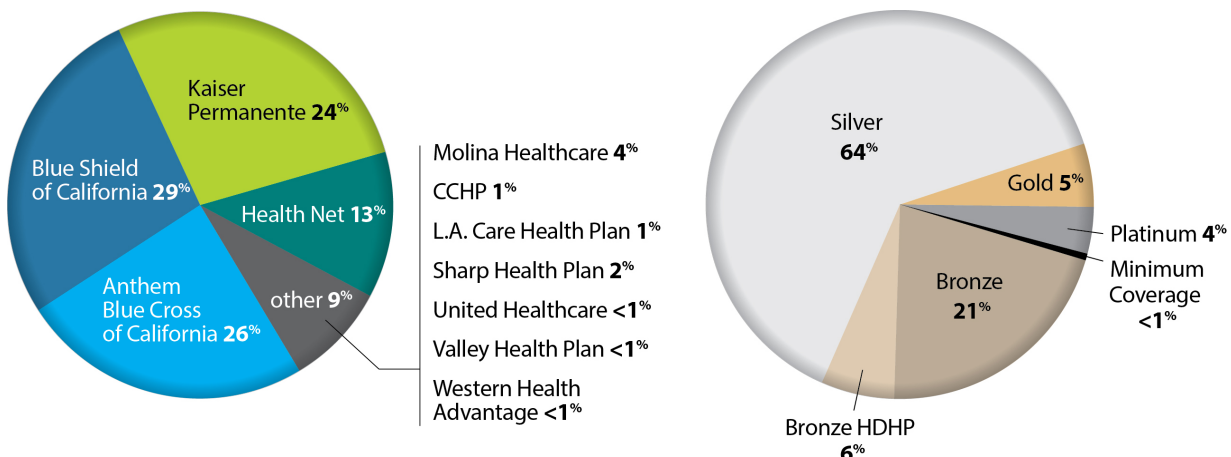 Kaiser
Permanente 24%
Blue Shield
of California 29%
Health Net 13%
Anthem
Blue Cross
of California 26%
other 9%
Molina Healthcare 4%
CCHP 1%
L.A. Care Health Plan 1%
Sharp Health Plan 2%
United Healthcare <1%
Valley Health Plan <1%
Western Health
Advantage <1%
Silver
64%
Gold 5%
Platinum 4%
Minimum
Coverage
<1%
Bronze
21%
Bronze HDHP
6%